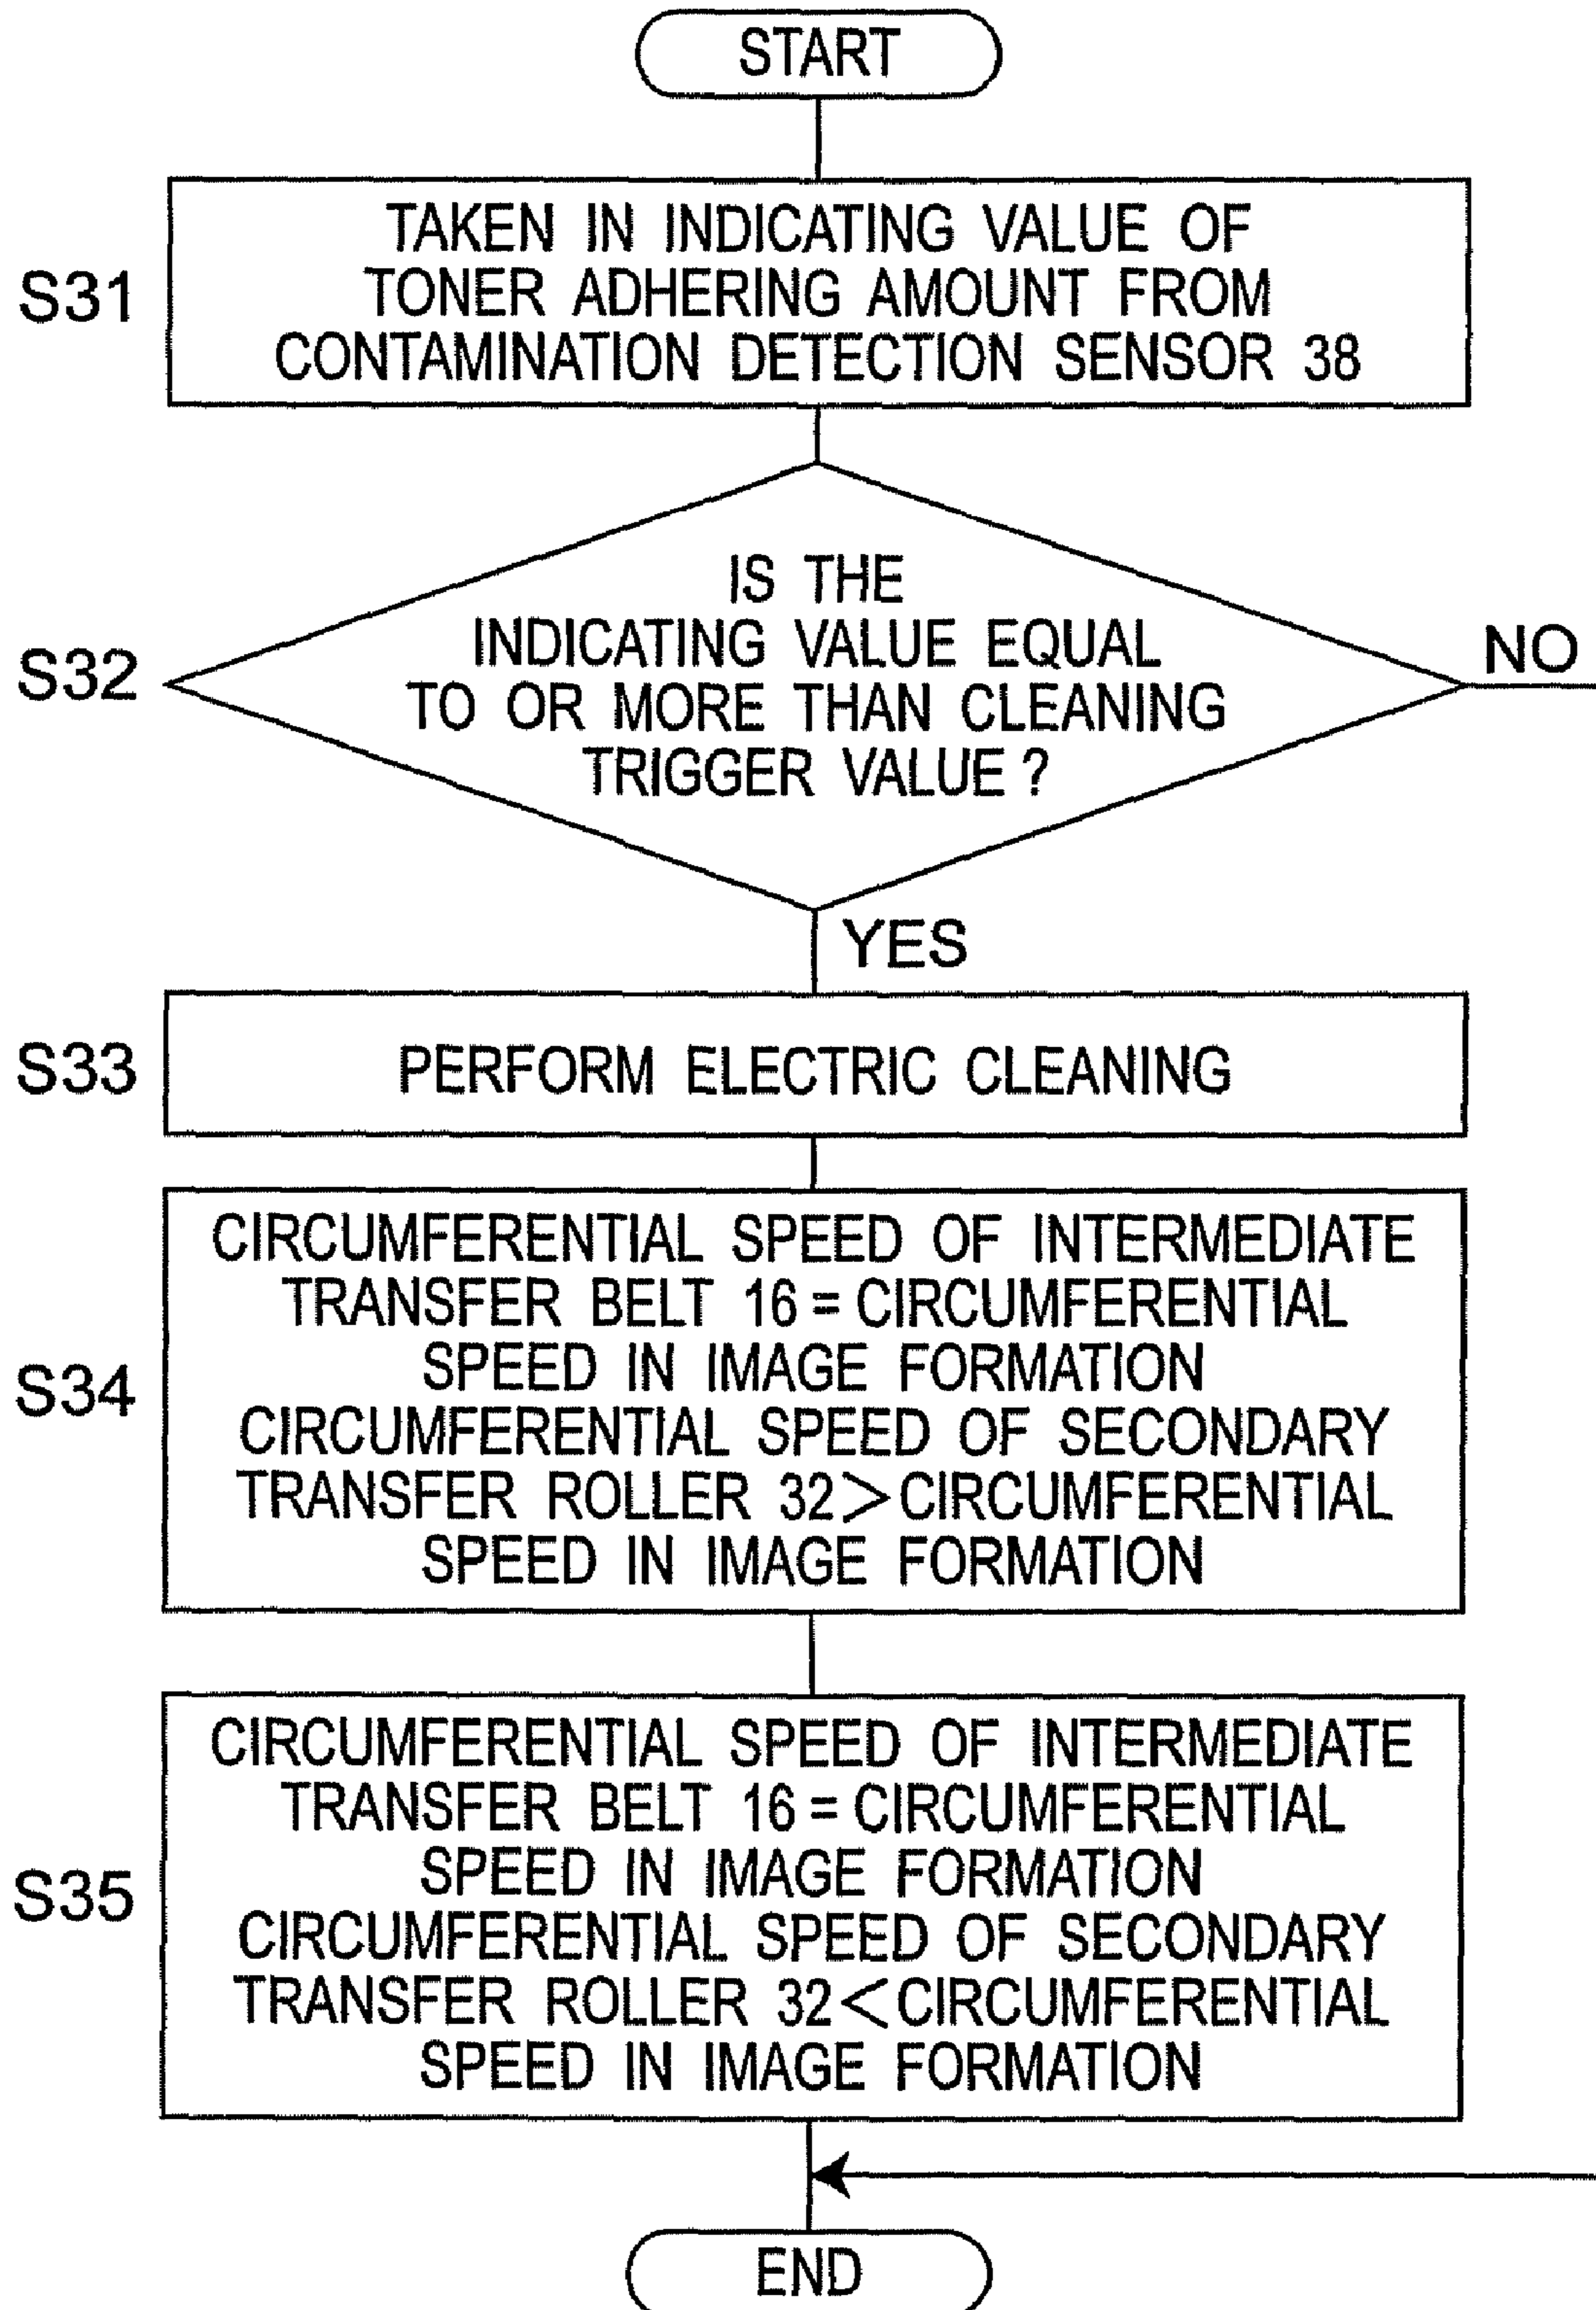 START
S31
TAKEN IN INDICATING VALUE OF
TONER ADHERING AMOUNT FROM
CONTAMINATION DETECTION SENSOR 38
S32
IS THE
INDICATING VALUE EQUAL
TO OR MORE THAN CLEANING
TRIGGER VALUE ?
NO
YES
S33
PERFORM ELECTRIC CLEANING
S34
CIRCUMFERENTIAL SPEED OF INTERMEDIATE
TRANSFER BELT 16 = CIRCUMFERENTIAL
SPEED IN IMAGE FORMATION
CIRCUMFERENTIAL SPEED OF SECONDARY
TRANSFER ROLLER 32 > CIRCUMFERENTIAL
SPEED IN IMAGE FORMATION
S35
CIRCUMFERENTIAL SPEED OF INTERMEDIATE
TRANSFER BELT 16 = CIRCUMFERENTIAL
SPEED IN IMAGE FORMATION
CIRCUMFERENTIAL SPEED OF SECONDARY
TRANSFER ROLLER 32 < CIRCUMFERENTIAL
SPEED IN IMAGE FORMATION
END